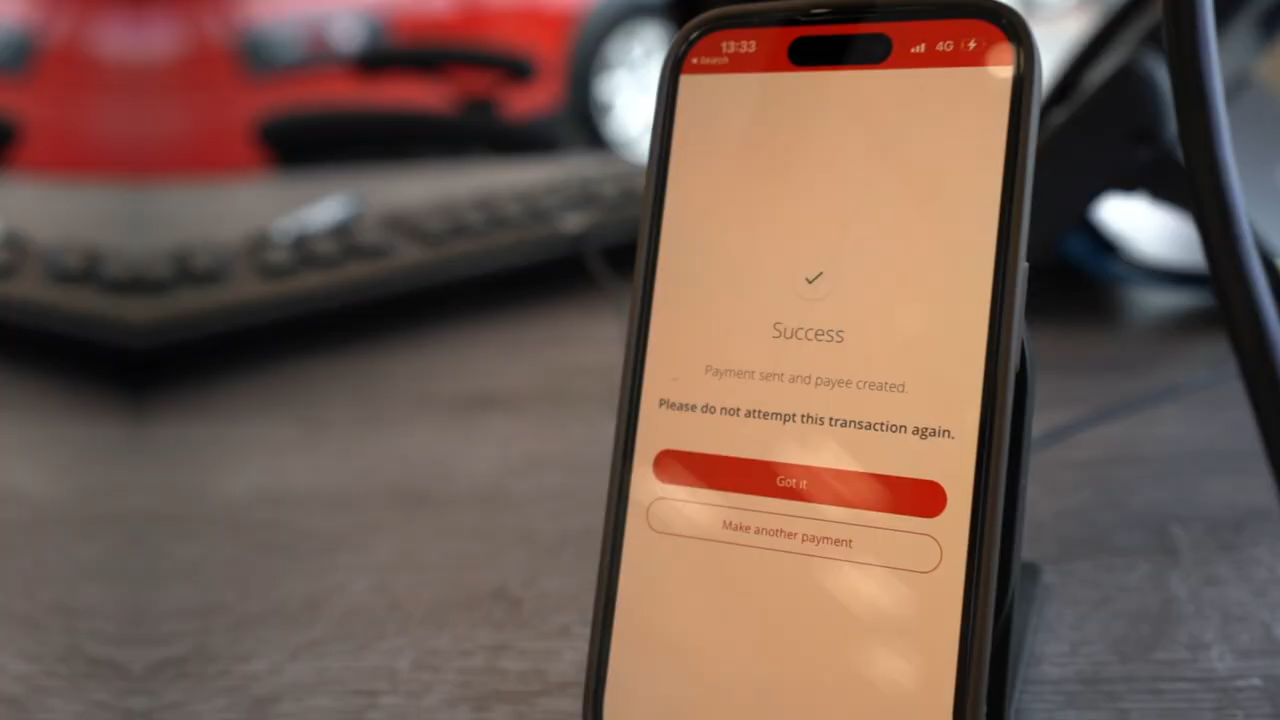 13:33
4G
◀ Search
Success
Payment sent and payee created.
Please do not attempt this transaction again.
Got it
Make another payment